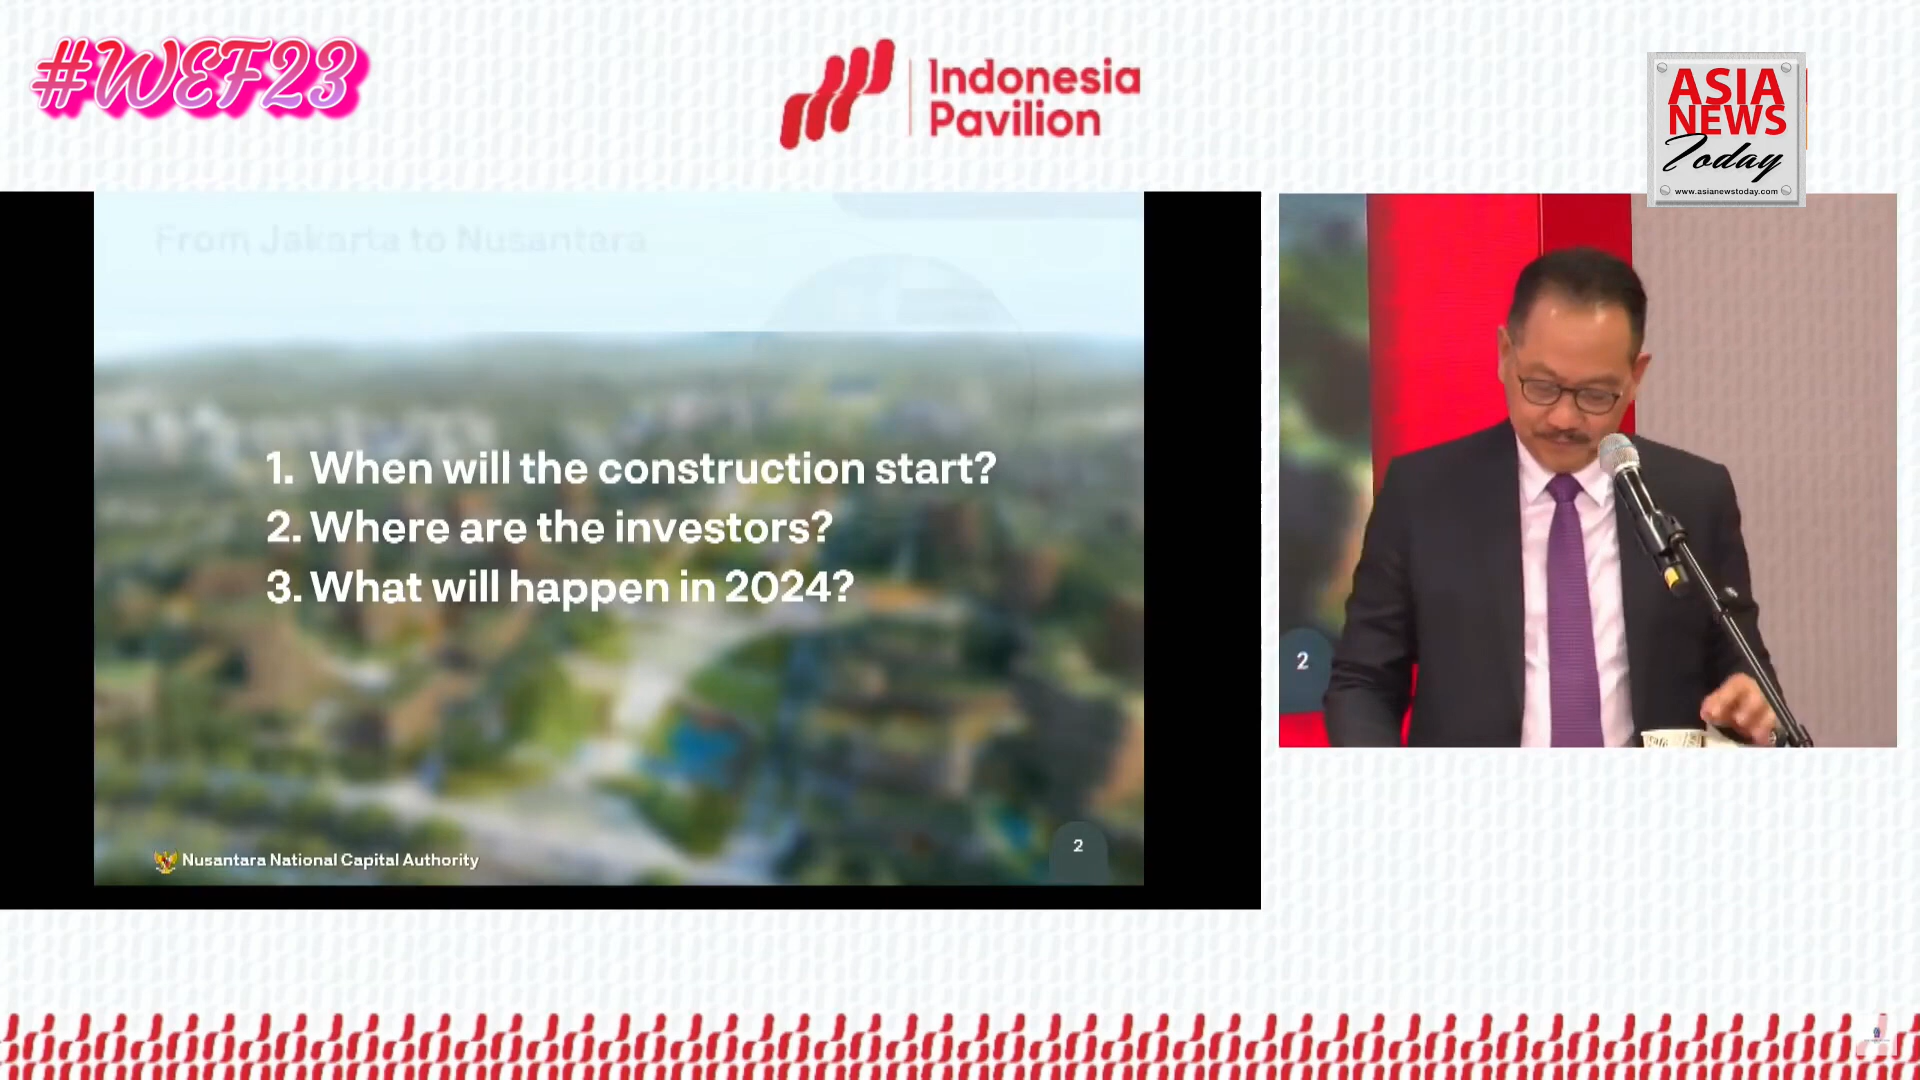 #WEF23
Indonesia
Pavilion
ASIA
NEWS
Today
www.asianewstoday.com
From Jakarta to Nusantara
1. When will the construction start?
2. Where are the investors?
3. What will happen in 2024?
Nusantara National Capital Authority
2
2